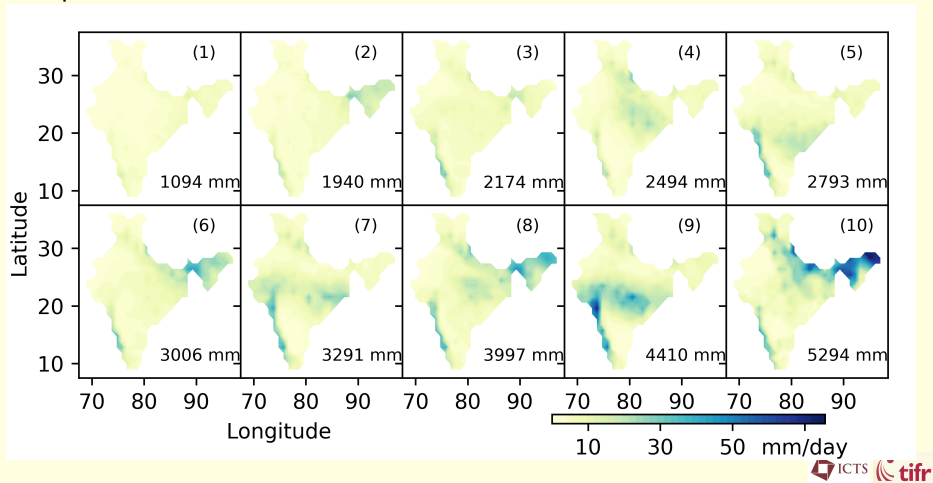 (1) (2) (3) (4) (5)
30
20
10
1094 mm 1940 mm 2174 mm 2494 mm 2793 mm
(6) (7) (8) (9) (10)
30
20
10
3006 mm 3291 mm 3997 mm 4410 mm 5294 mm
70 80 90 70 80 90 70 80 90 70 80 90 70 80 90
Latitude
Longitude
10 30 50 mm/day
ICTS tifr